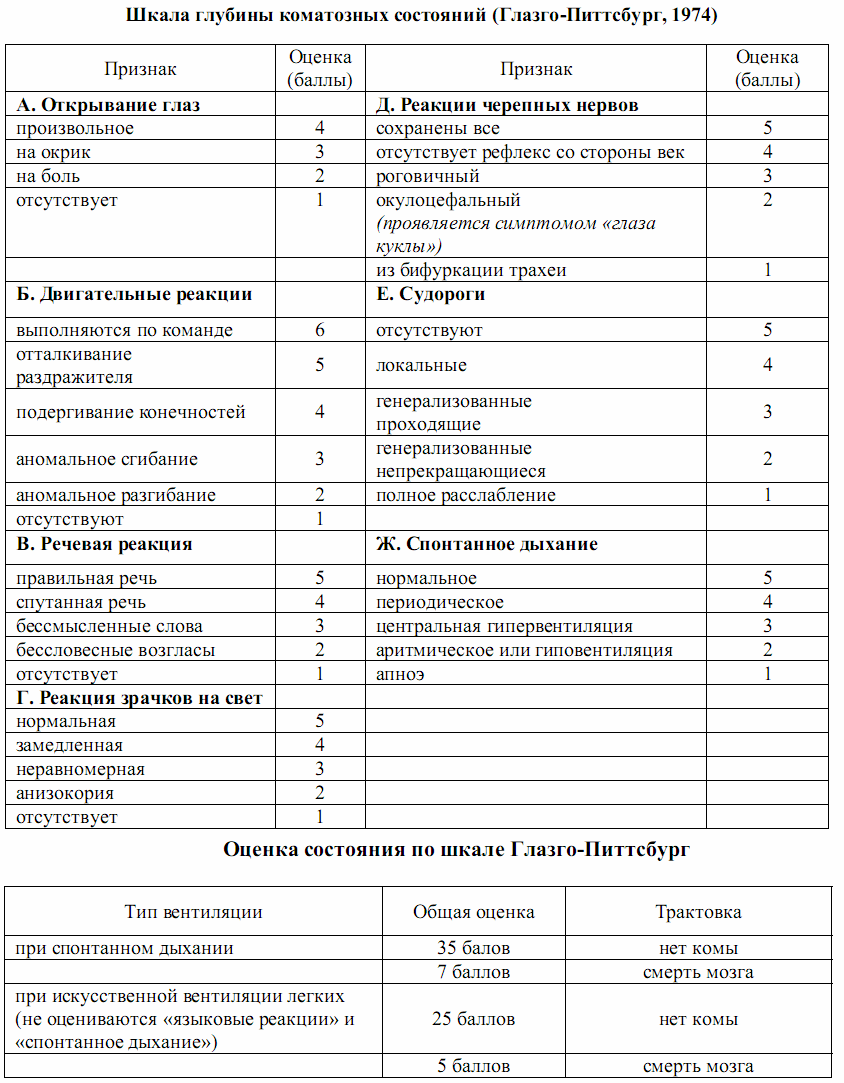 Шкала глубины коматозных состояний (Глазго-Питтсбург, 1974)
Признак Оценка (баллы) Признак Оценка (баллы)
А. Открывание глаз Д. Реакции черепных нервов
произвольное 4 сохранены все 5
на окрик 3 отсутствует рефлекс со стороны век 4
на боль 2 роговичный 3
отсутствует 1 окулоцефальный 2
(проявляется симптомом «глаза
куклы»)
из бифуркации трахеи 1
Б. Двигательные реакции Е. Судороги
выполняются по команде 6 отсутствуют 5
отталкивание
раздражителя 5 локальные 4
подергивание конечностей 4 генерализованные
проходящие 3
аномальное сгибание 3 генерализованные
непрекращающиеся 2
аномальное разгибание 2 полное расслабление 1
отсутствуют 1
В. Речевая реакция Ж. Спонтанное дыхание
правильная речь 5 нормальное 5
спутанная речь 4 периодическое 4
бессмысленные слова 3 центральная гипервентиляция 3
бессловесные возгласы 2 аритмическое или гиповентиляция 2
отсутствует 1 апноэ 1
Г. Реакция зрачков на свет
нормальная 5
замедленная 4
неравномерная 3
анизокория 2
отсутствует 1
Оценка состояния по шкале Глазго-Питтсбург
Тип вентиляции Общая оценка Трактовка
при спонтанном дыхании 35 балов нет комы
7 баллов смерть мозга
при искусственной вентиляции легких
(не оцениваются «языковые реакции» и 25 баллов нет комы
«спонтанное дыхание»)
5 баллов смерть мозга